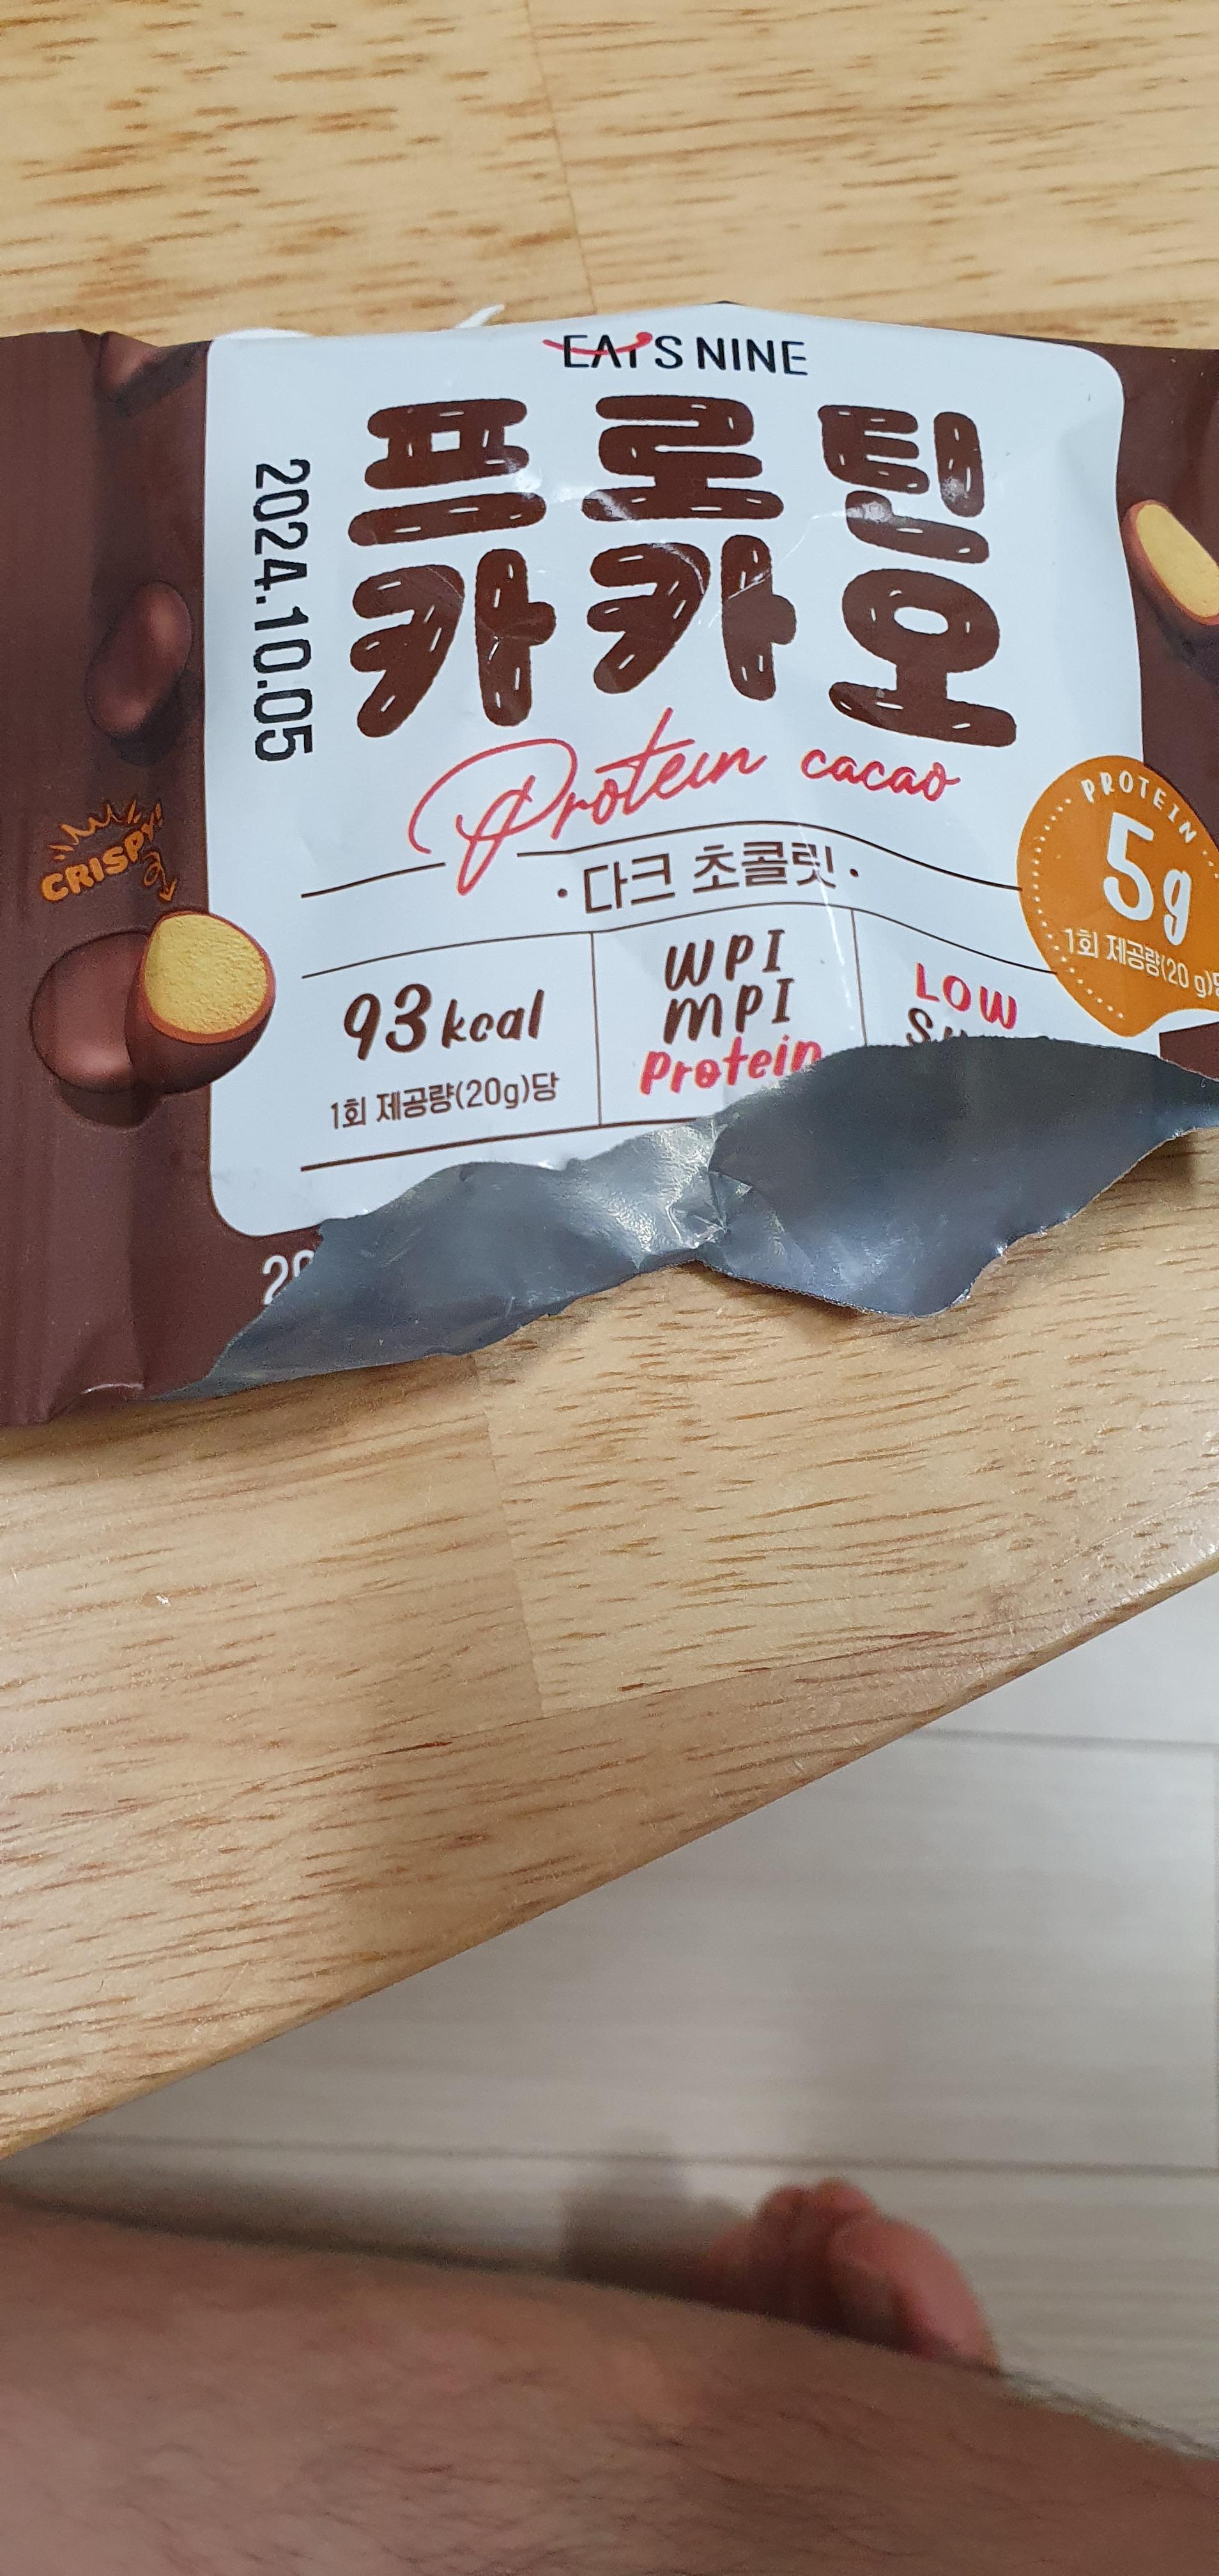 EATS NINE
프로틴
카카오
Protein cacao
·다크 초콜릿·
2024.10.05
CRISPY!
PROTEIN
5g
1회 제공량(20g)당
93 kcal
1회 제공량(20g)당
WPI
MPI
Protein
LOW